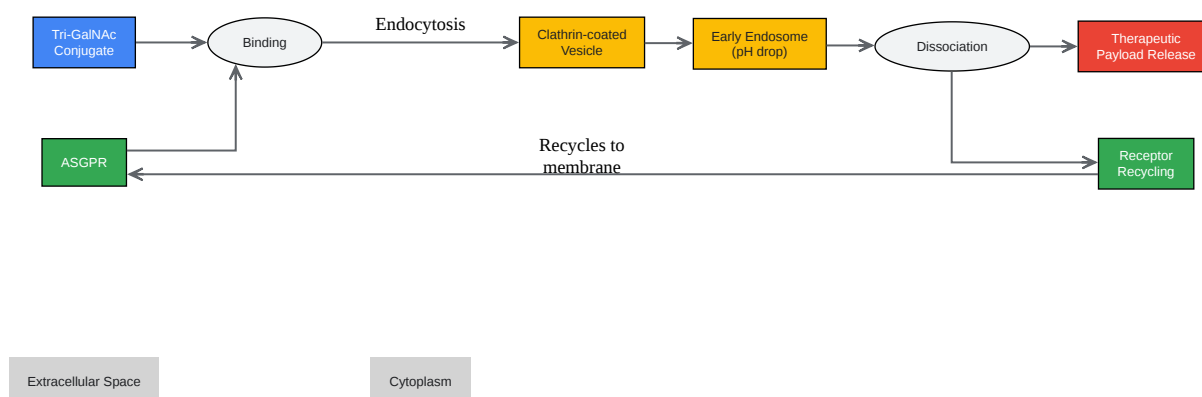 Tri-GalNAc
Conjugate
Binding
Endocytosis
Clathrin-coated
Vesicle
Early Endosome
(pH drop)
Dissociation
Therapeutic
Payload Release
ASGPR
Recycles to
membrane
Receptor
Recycling
Extracellular Space
Cytoplasm